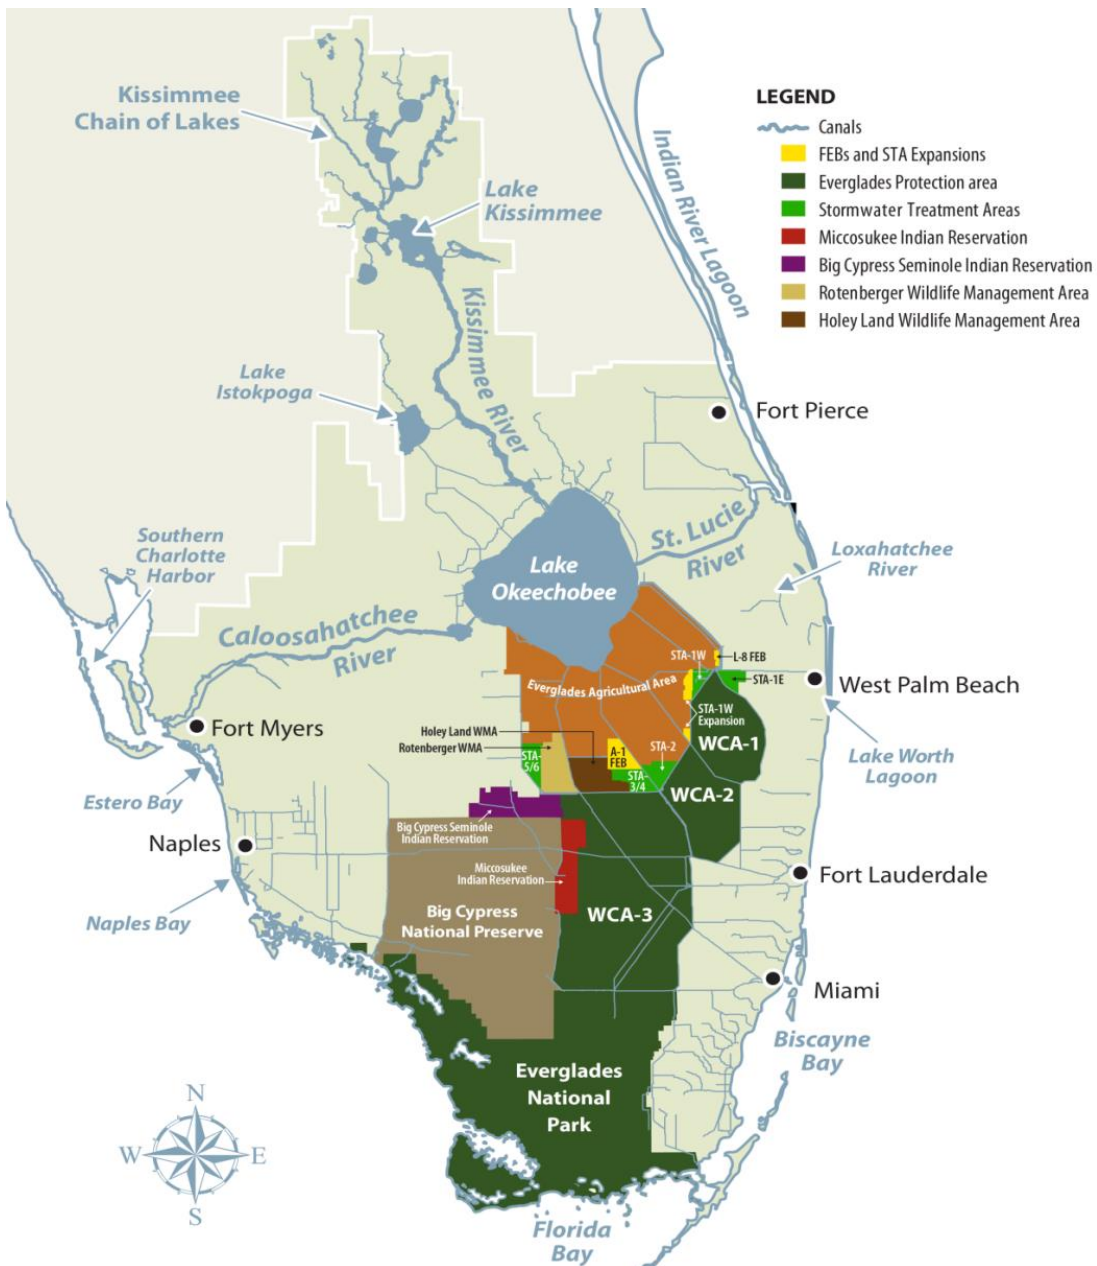 LEGEND
Canals
FEBs and STA Expansions
Everglades Protection area
Stormwater Treatment Areas
Miccosukee Indian Reservation
Big Cypress Seminole Indian Reservation
Rotenberger Wildlife Management Area
Holey Land Wildlife Management Area
Kissimmee
Chain of Lakes
Lake
Kissimmee
Indian River Lagoon
Kissimmee River
Lake
Istokpoga
Fort Pierce
Southern
Charlotte
Harbor
St. Lucie
River
Loxahatchee
River
Lake
Okeechobee
Caloosahatchee
River
STA-1W
L-8 FEB
STA-1E
Everglades Agricultural Area
West Palm Beach
STA-1W
Expansion
Fort Myers
Holey Land WMA
Rotenberger WMA
STA-
5/6
A-1
FEB
STA-2
STA-
3/4
WCA-1
Lake Worth
Lagoon
WCA-2
Estero Bay
Big Cypress Seminole
Indian Reservation
Naples
Miccosukee
Indian Reservation
Fort Lauderdale
Naples Bay
Big Cypress
National Preserve
WCA-3
Miami
Biscayne
Bay
Everglades
National
Park
N
W
E
S
Florida
Bay